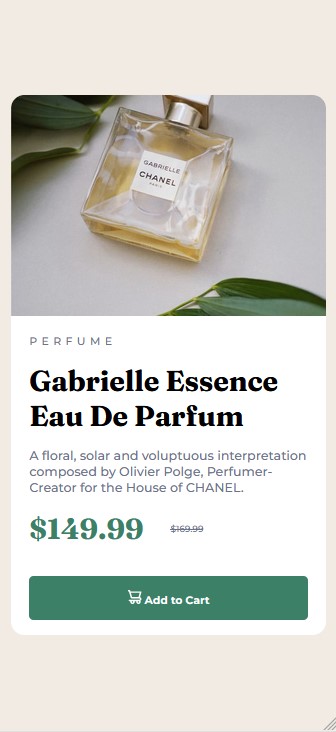 GABRIELLE
CHANEL
PARIS
PERFUME
Gabrielle Essence
Eau De Parfum
A floral, solar and voluptuous interpretation
composed by Olivier Polge, Perfumer-
Creator for the House of CHANEL.
$149.99 $169.99
Add to Cart